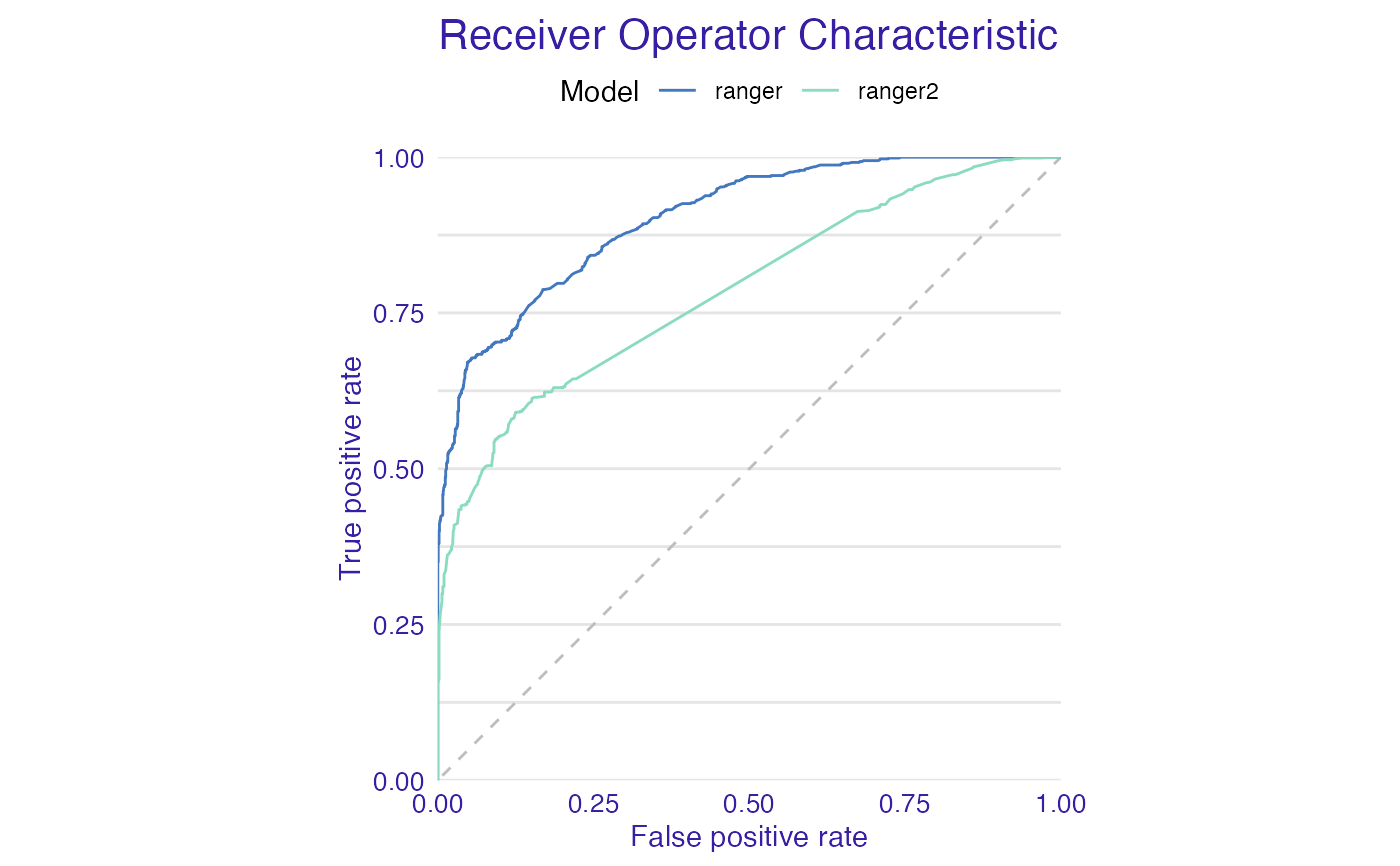 Receiver Operator Characteristic
Model ranger ranger2
1.00
0.75
0.50
0.25
0.00
True positive rate
0.00 0.25 0.50 0.75 1.00
False positive rate